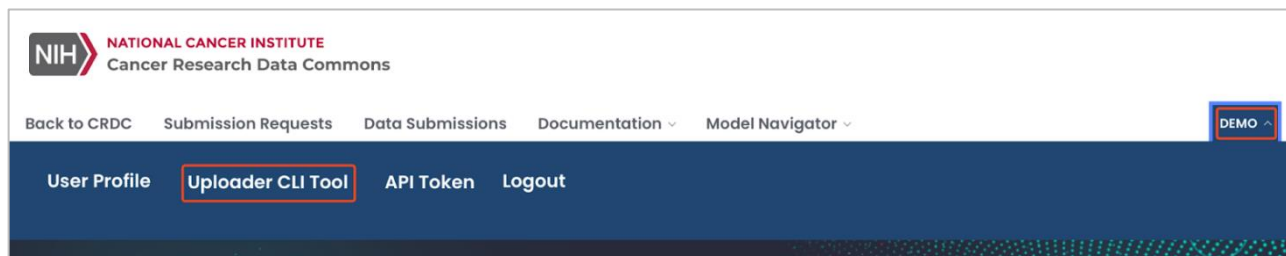 NIH NATIONAL CANCER INSTITUTE
Cancer Research Data Commons
Back to CRDC Submission Requests Data Submissions Documentation Model Navigator DEMO
User Profile Uploader CLI Tool API Token Logout